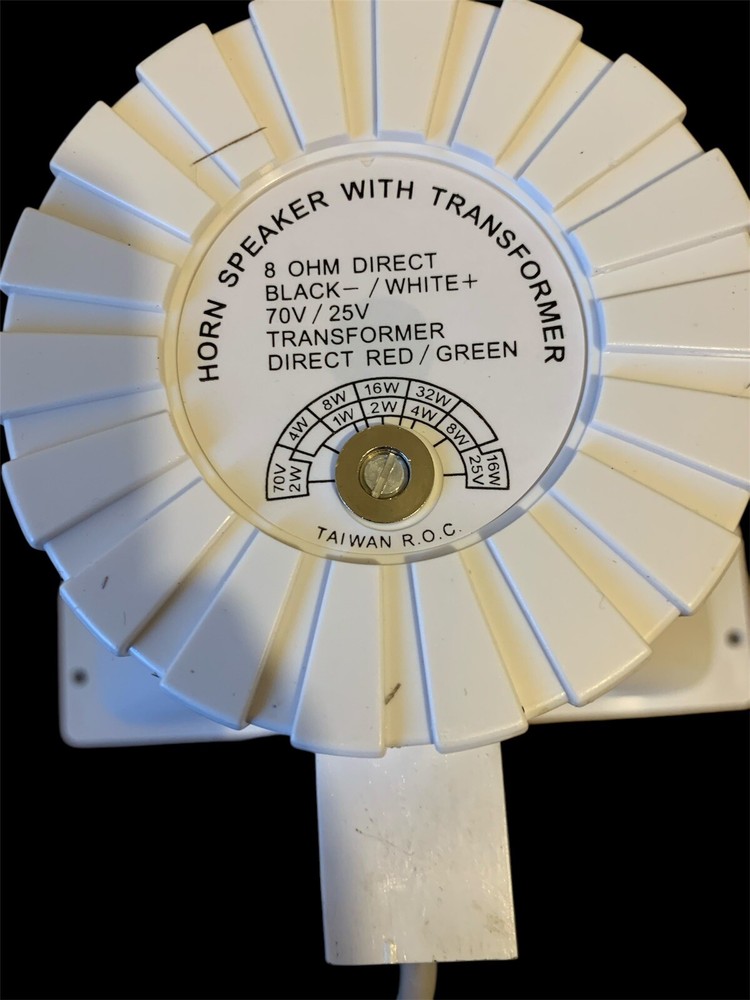 HORN SPEAKER WITH TRANSFORMER
8 OHM DIRECT
BLACK− / WHITE+
70V / 25V
TRANSFORMER
DIRECT RED / GREEN
70V 4W 8W 16W 32W
2W 1W 2W 4W 8W 16W
25V
TAIWAN R.O.C.